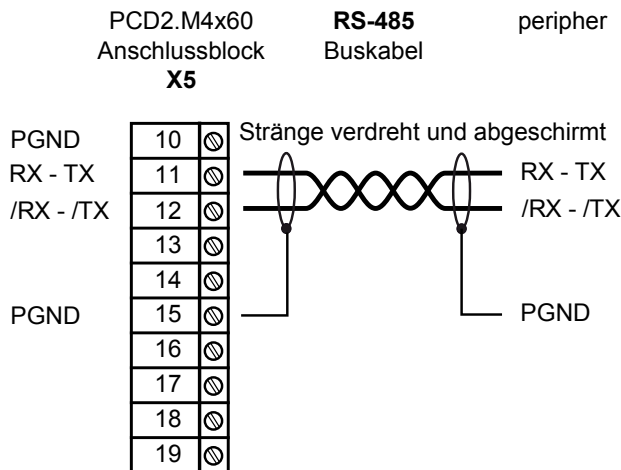 PCD2.M4x60 RS-485 peripher
Anschlussblock Buskabel
X5
Stränge verdreht und abgeschirmt
PGND 10
RX - TX 11 RX - TX
/RX - /TX 12 /RX - /TX
13
14
PGND 15 PGND
16
17
18
19